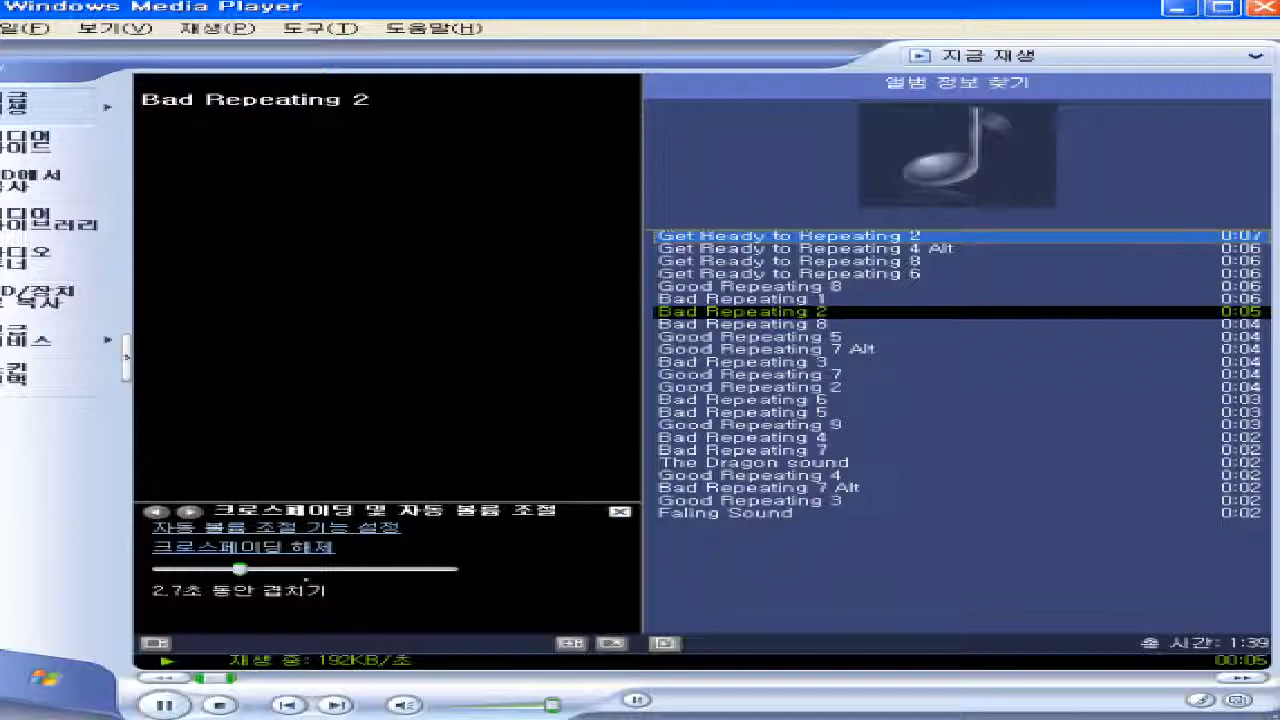 Windows Media Player
일(F) 보기(V) 재생(P) 도구(T) 도움말(H)
지금 재생
앨범 정보 찾기
Bad Repeating 2
Get Ready to Repeating 2 0:07
Get Ready to Repeating 4 Alt 0:06
Get Ready to Repeating 8 0:06
Get Ready to Repeating 6 0:06
Good Repeating 8 0:06
Bad Repeating 1 0:06
Bad Repeating 2 0:05
Bad Repeating 8 0:04
Good Repeating 5 0:04
Good Repeating 7 Alt 0:04
Bad Repeating 3 0:04
Good Repeating 7 0:04
Good Repeating 2 0:04
Bad Repeating 6 0:03
Bad Repeating 5 0:03
Good Repeating 9 0:03
Bad Repeating 4 0:02
Bad Repeating 7 0:02
The Dragon sound 0:02
Good Repeating 4 0:02
Bad Repeating 7 Alt 0:02
Good Repeating 3 0:02
Faling Sound 0:02
크로스페이딩 및 자동 볼륨 조절
자동 볼륨 조절 기능 설정
크로스페이딩 해제
2.7초 동안 겹치기
총 시간: 1:39
재생 중: 192KB/초
00:05